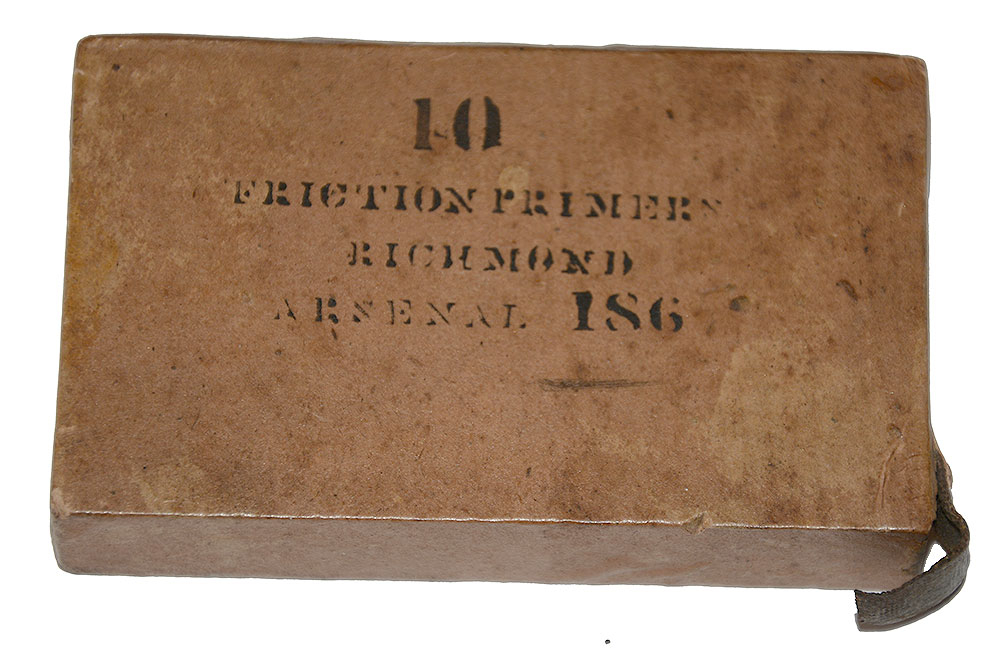 10
FRICTION PRIMERS
RICHMOND
ARSENAL 186